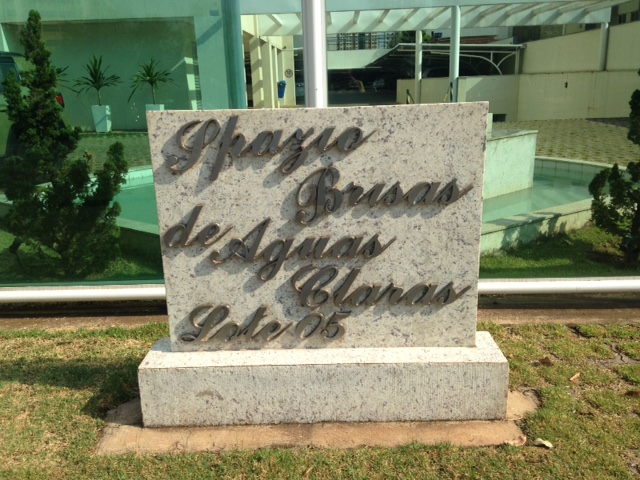 Spazio
Brisas
de Aguas
Claras
Lote 05